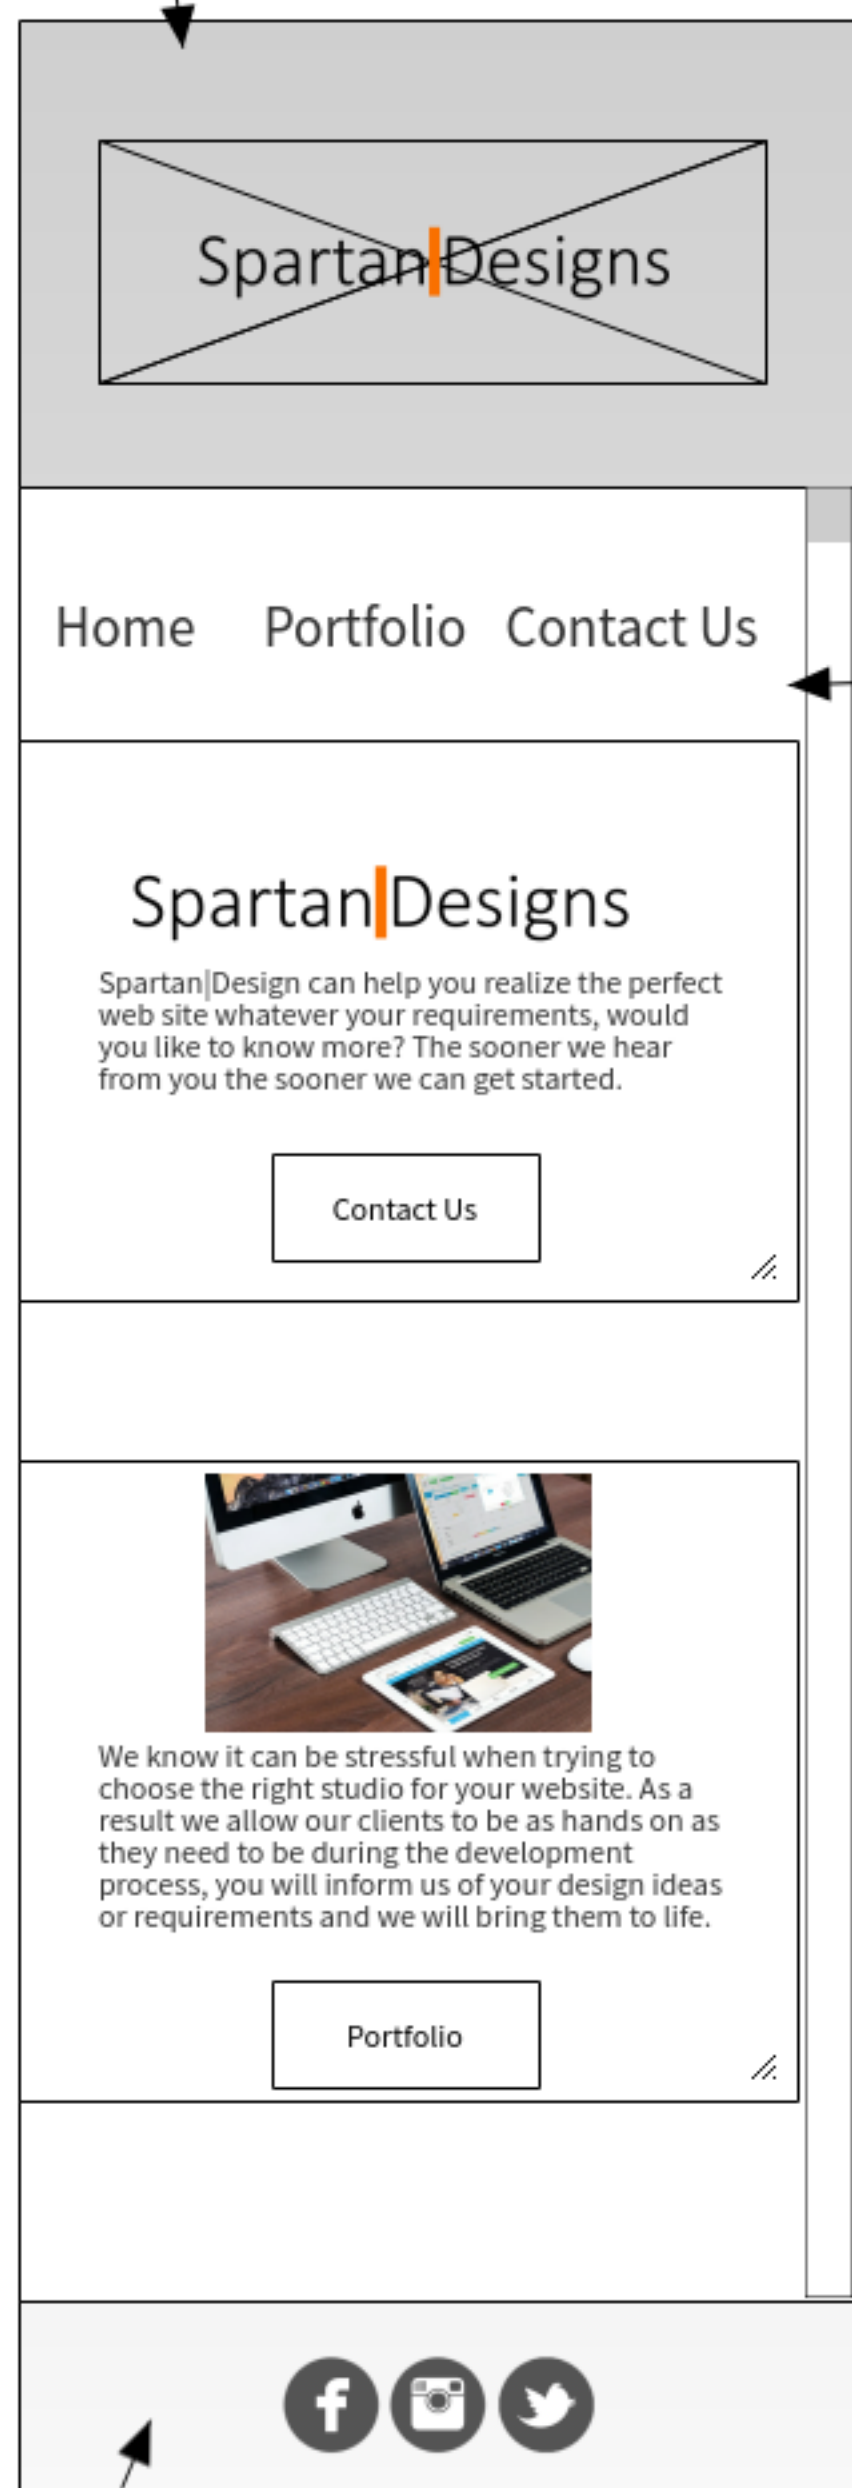 Spartan|Designs
Home Portfolio Contact Us
Spartan|Designs
Spartan|Design can help you realize the perfect
web site whatever your requirements, would
you like to know more? The sooner we hear
from you the sooner we can get started.
Contact Us
We know it can be stressful when trying to
choose the right studio for your website. As a
result we allow our clients to be as hands on as
they need to be during the development
process, you will inform us of your design ideas
or requirements and we will bring them to life.
Portfolio